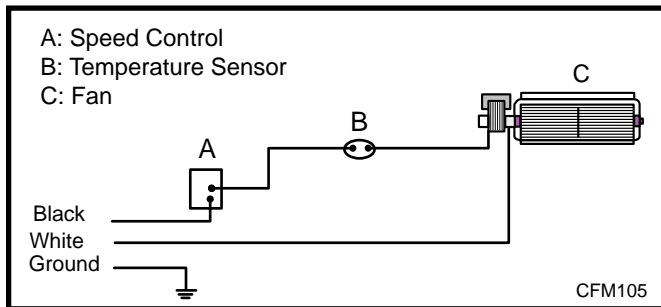 A: Speed Control
B: Temperature Sensor
C: Fan
C
B
A
Black
White
Ground
CFM105